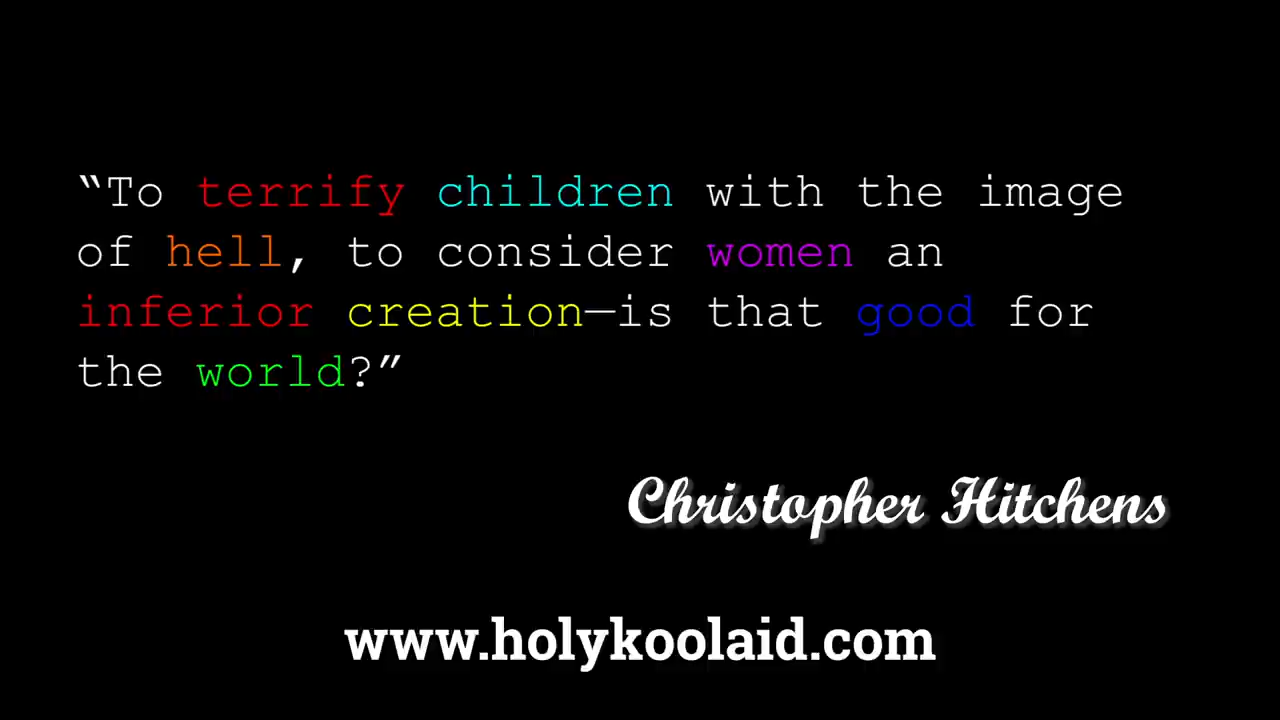 “To terrify children with the image
of hell, to consider women an
inferior creation—is that good for
the world?”
Christopher Hitchens
www.holykoolaid.com